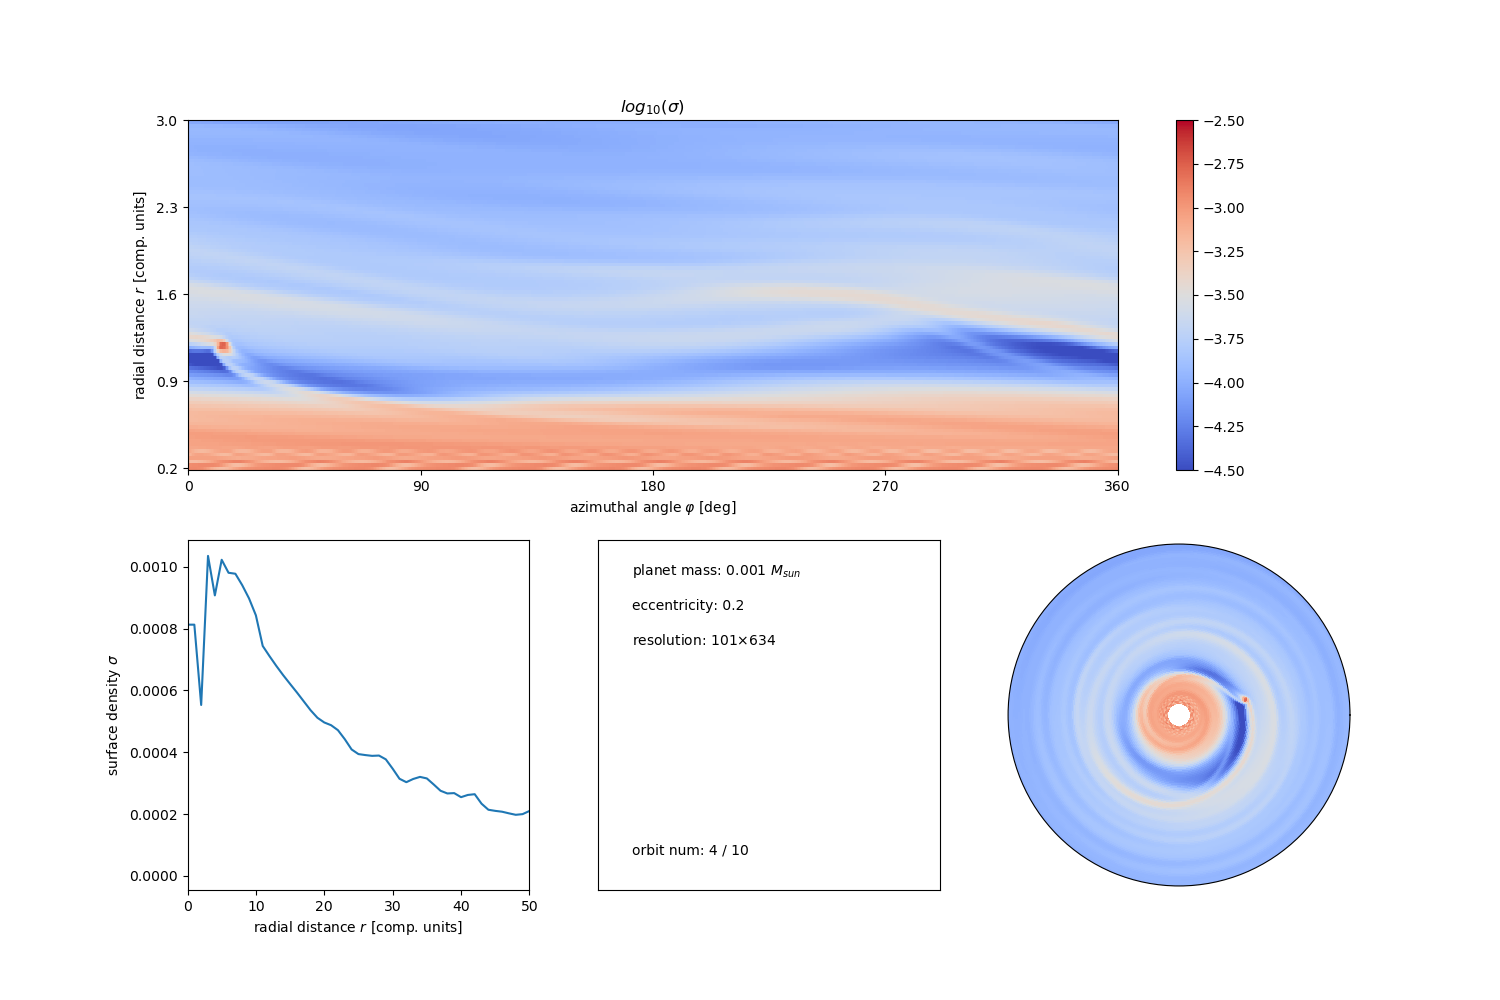 log₁₀(σ)
3.0
2.3
1.6
0.9
0.2
radial distance r [comp. units]
0 90 180 270 360
azimuthal angle φ [deg]
−2.50
−2.75
−3.00
−3.25
−3.50
−3.75
−4.00
−4.25
−4.50
0.0010
0.0008
0.0006
0.0004
0.0002
0.0000
surface density σ
0 10 20 30 40 50
radial distance r [comp. units]
planet mass: 0.001 M_sun
eccentricity: 0.2
resolution: 101×634
orbit num: 4 / 10